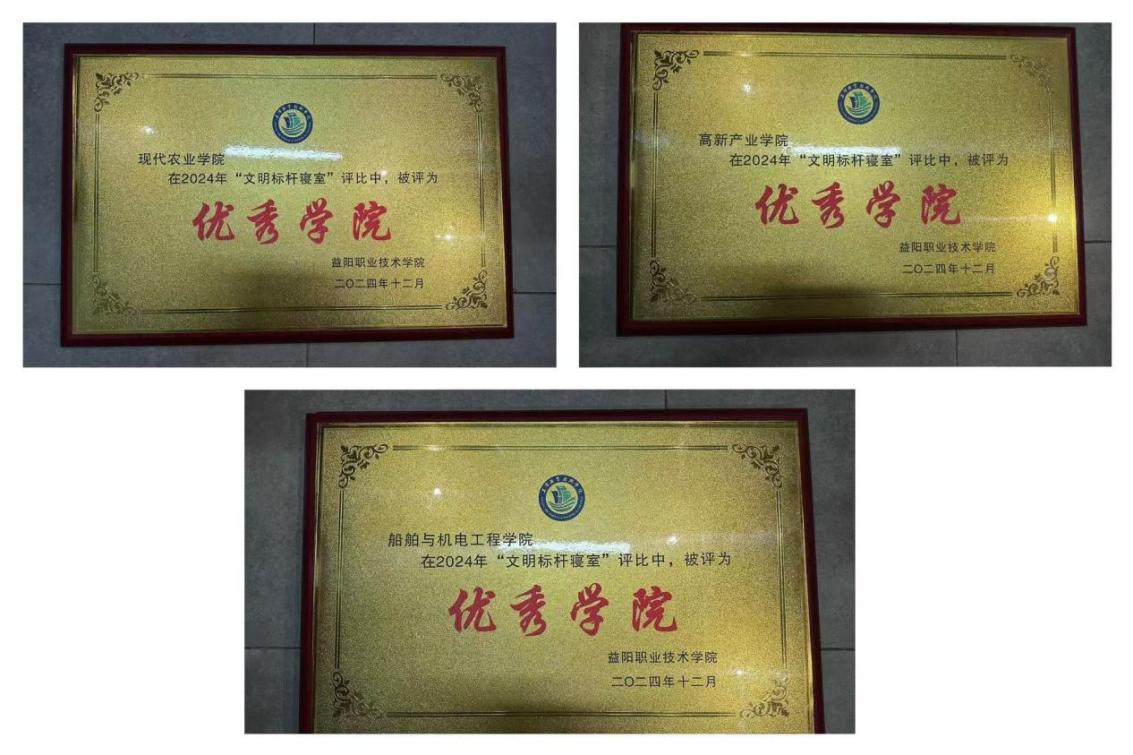 现代农业学院
在2024年“文明标杆寝室”评比中，被评为
优秀学院
益阳职业技术学院
二〇二四年十二月
高新产业学院
在2024年“文明标杆寝室”评比中，被评为
优秀学院
益阳职业技术学院
二〇二四年十二月
船舶与机电工程学院
在2024年“文明标杆寝室”评比中，被评为
优秀学院
益阳职业技术学院
二〇二四年十二月